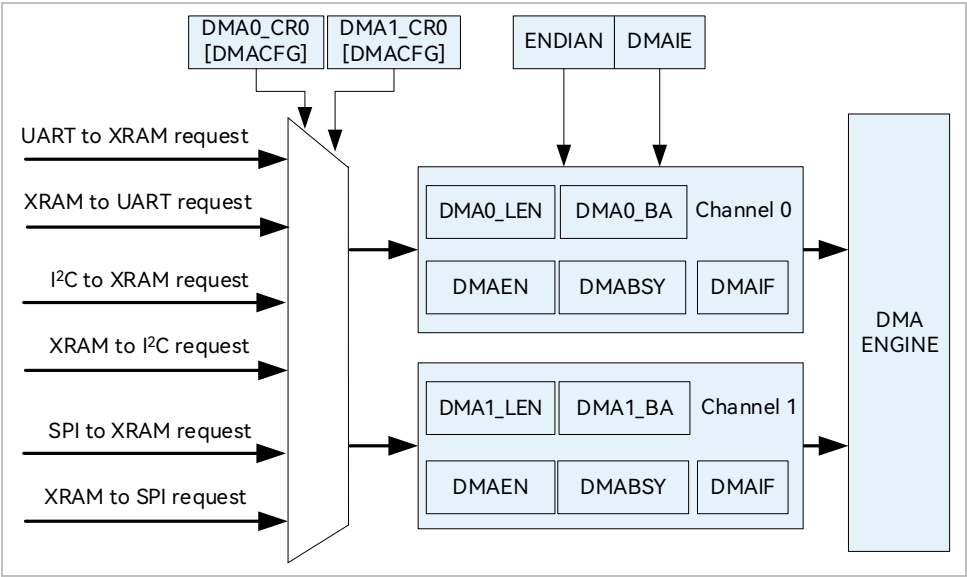 DMA0_CR0
[DMACFG]
DMA1_CR0
[DMACFG]
ENDIAN
DMAIE
UART to XRAM request
XRAM to UART request
I²C to XRAM request
XRAM to I²C request
SPI to XRAM request
XRAM to SPI request
DMA0_LEN
DMA0_BA
Channel 0
DMAEN
DMABSY
DMAIF
DMA1_LEN
DMA1_BA
Channel 1
DMAEN
DMABSY
DMAIF
DMA
ENGINE